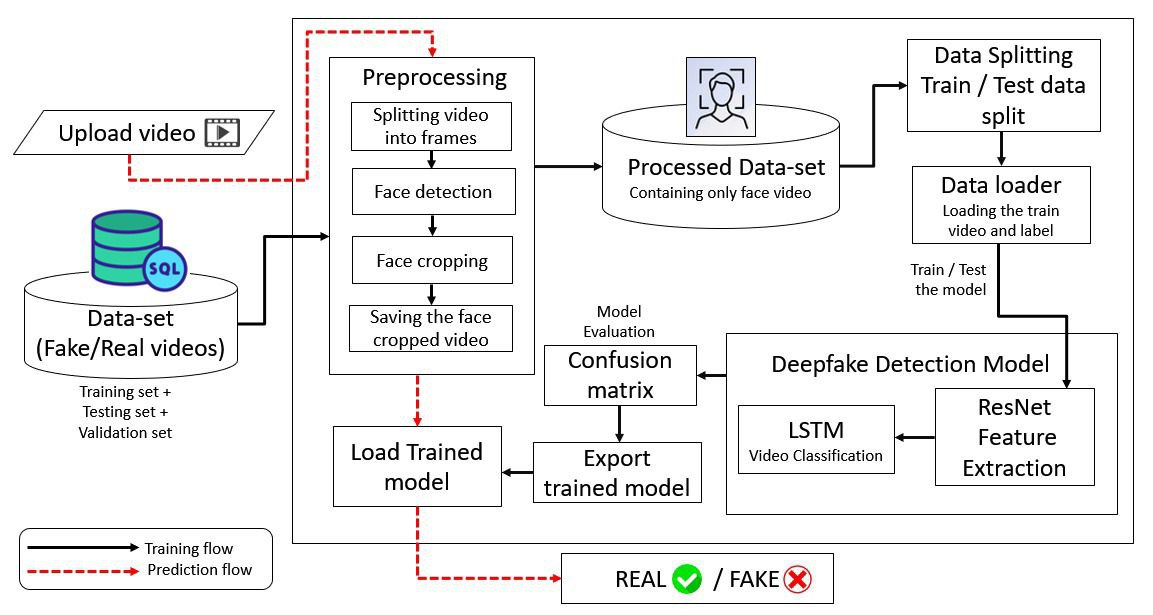 Upload video
SQL
Data-set
(Fake/Real videos)
Training set +
Testing set +
Validation set
Training flow
Prediction flow
Preprocessing
Splitting video
into frames
Face detection
Face cropping
Saving the face
cropped video
Processed Data-set
Containing only face video
Data Splitting
Train / Test data
split
Data loader
Loading the train
video and label
Train / Test
the model
Deepfake Detection Model
ResNet
Feature
Extraction
LSTM
Video Classification
Model
Evaluation
Confusion
matrix
Export
trained model
Load Trained
model
REAL / FAKE